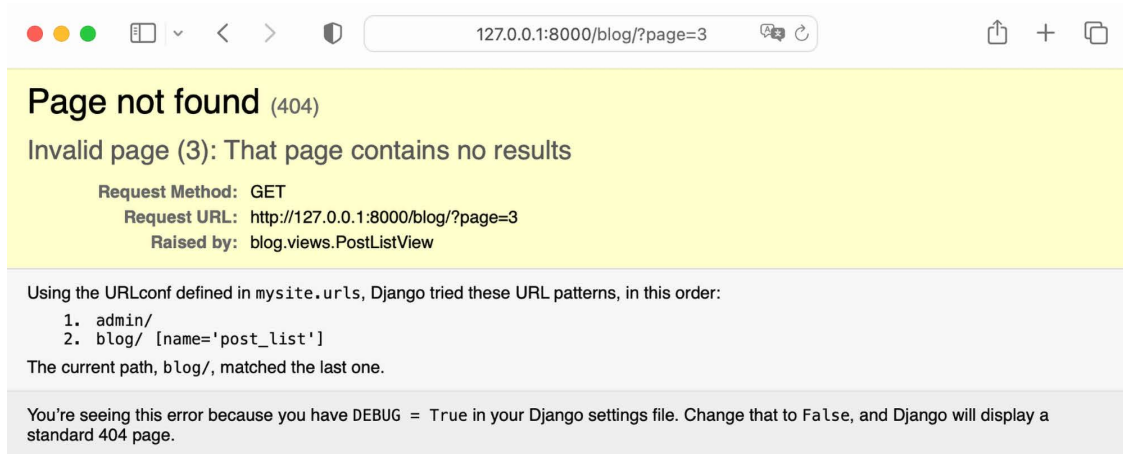 127.0.0.1:8000/blog/?page=3
Page not found (404)
Invalid page (3): That page contains no results
Request Method: GET
Request URL: http://127.0.0.1:8000/blog/?page=3
Raised by: blog.views.PostListView
Using the URLconf defined in mysite.urls, Django tried these URL patterns, in this order:
1. admin/
2. blog/ [name='post_list']
The current path, blog/, matched the last one.
You’re seeing this error because you have DEBUG = True in your Django settings file. Change that to False, and Django will display a
standard 404 page.